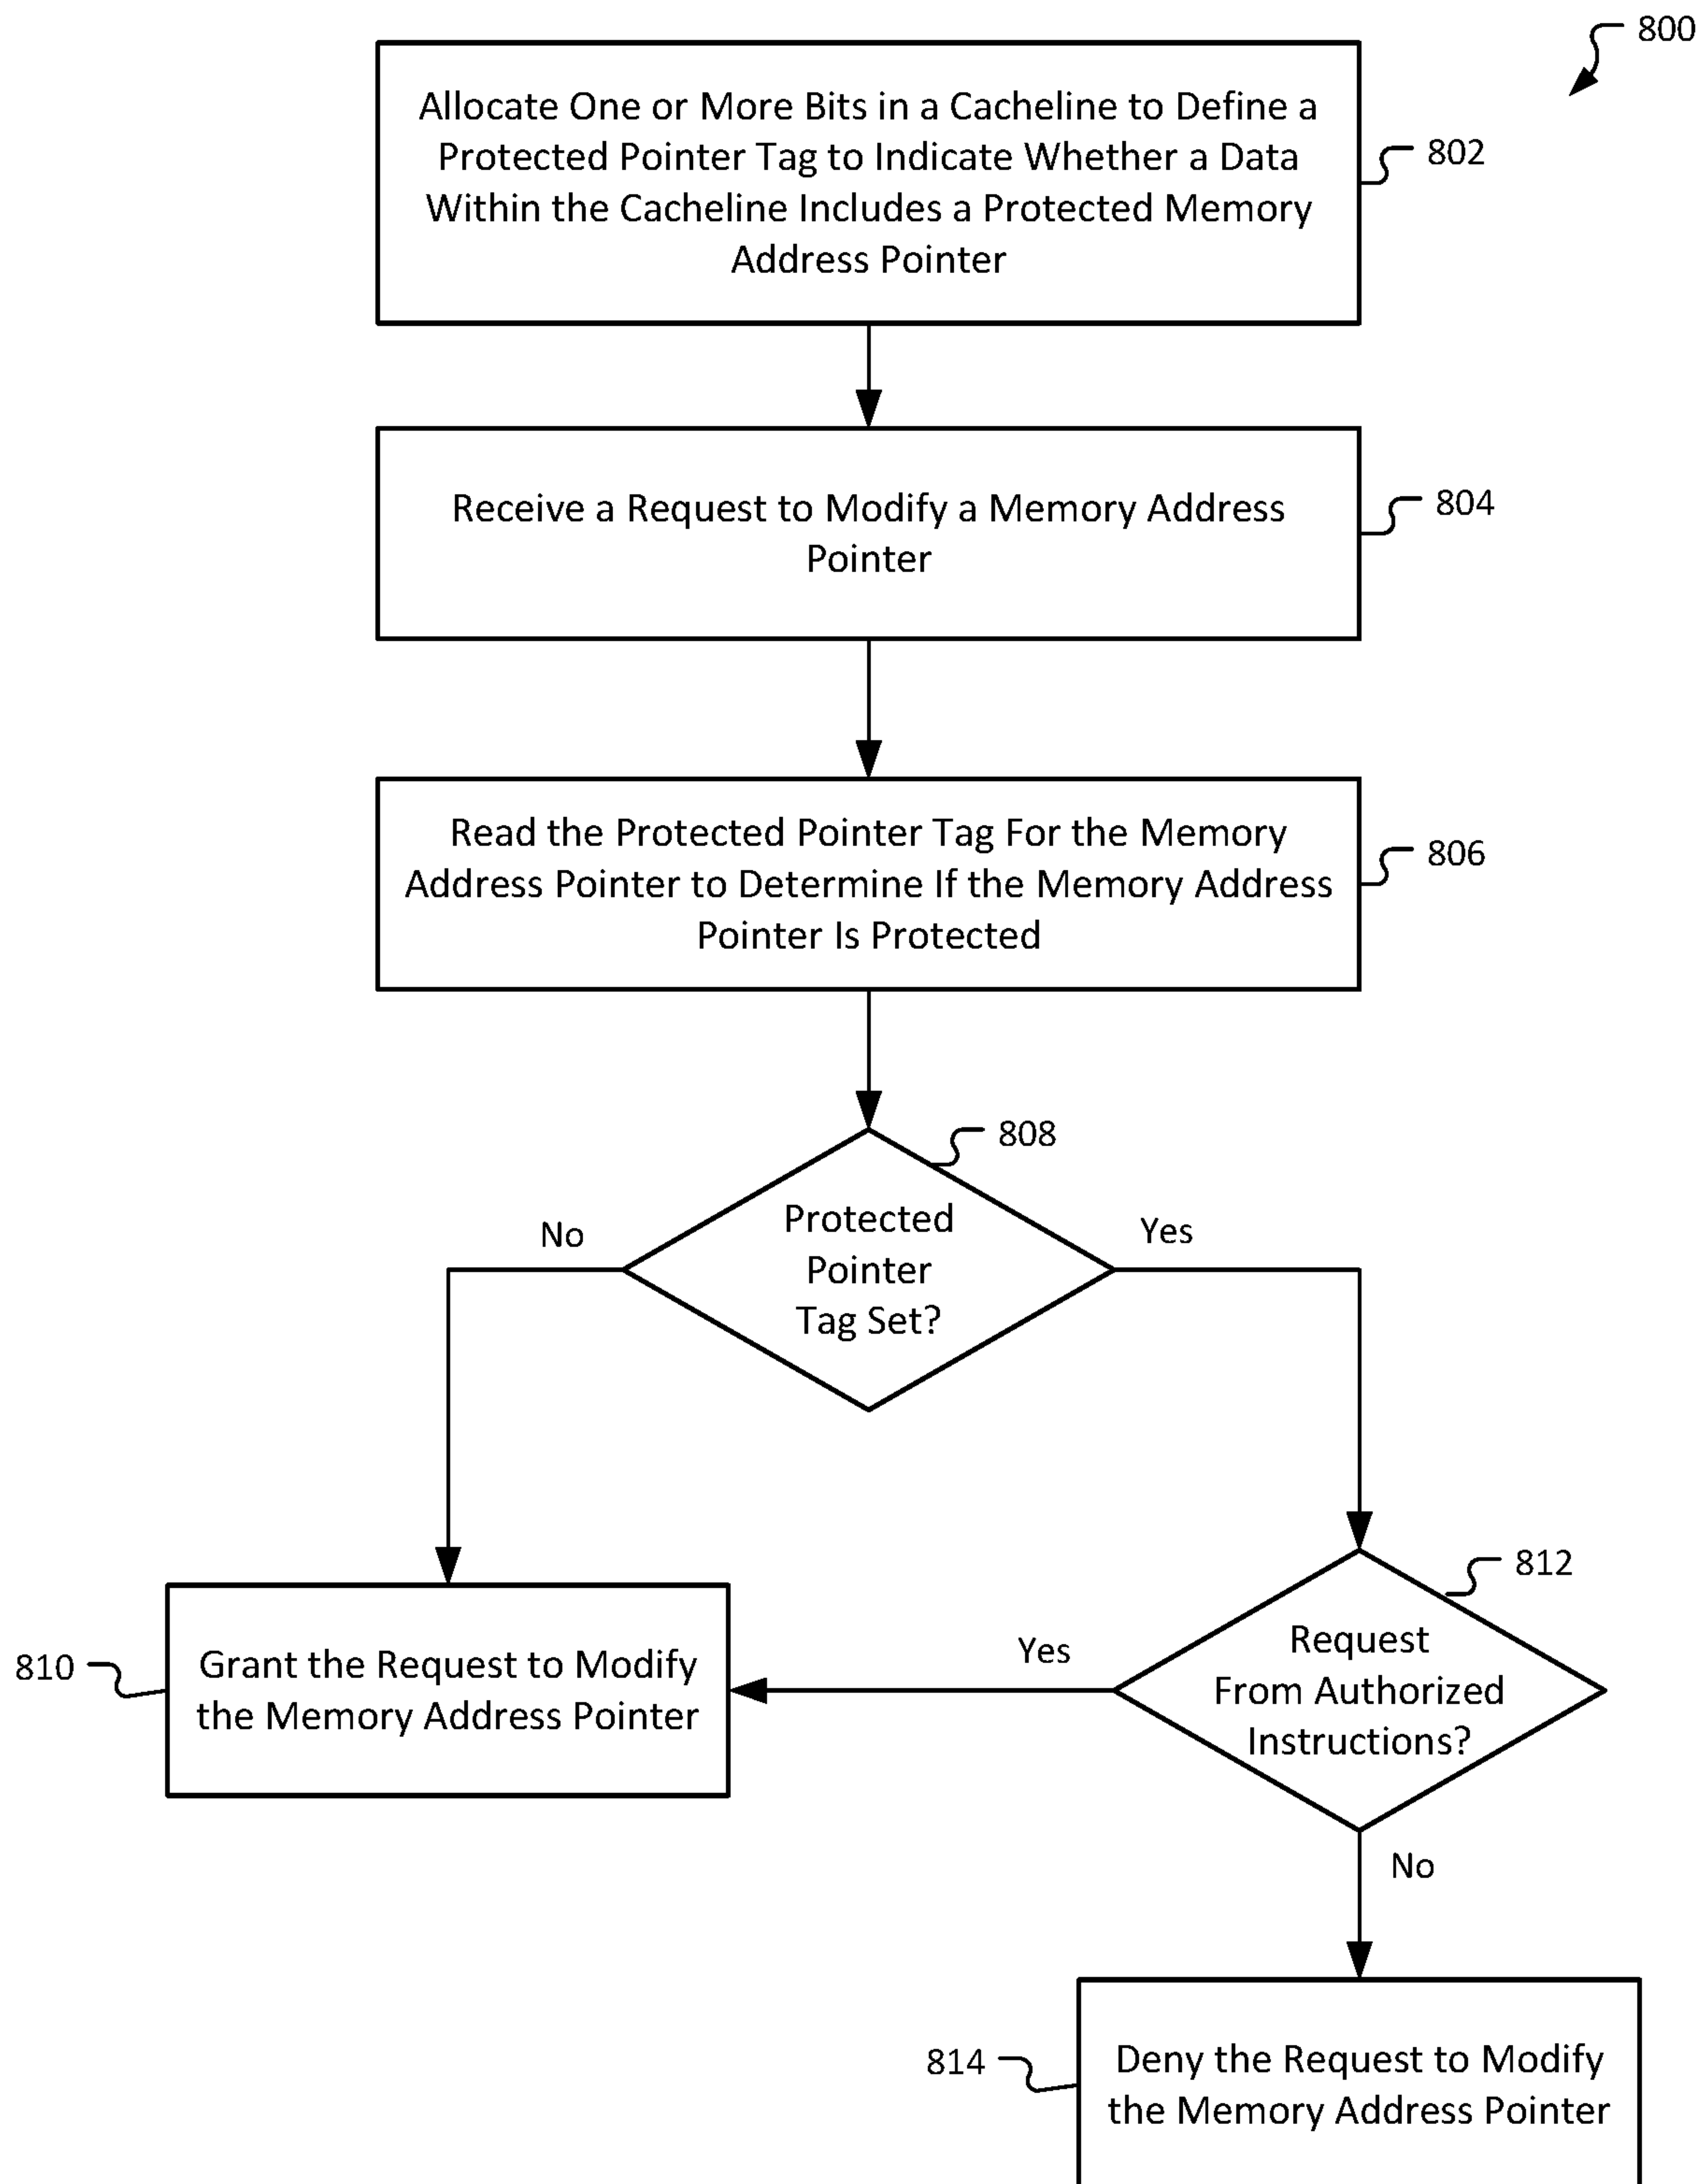 800
Allocate One or More Bits in a Cacheline to Define a
Protected Pointer Tag to Indicate Whether a Data
Within the Cacheline Includes a Protected Memory
Address Pointer
802
Receive a Request to Modify a Memory Address
Pointer
804
Read the Protected Pointer Tag For the Memory
Address Pointer to Determine If the Memory Address
Pointer Is Protected
806
808
Protected
Pointer
Tag Set?
No
Yes
812
Request
From Authorized
Instructions?
Yes
810
Grant the Request to Modify
the Memory Address Pointer
No
814
Deny the Request to Modify
the Memory Address Pointer